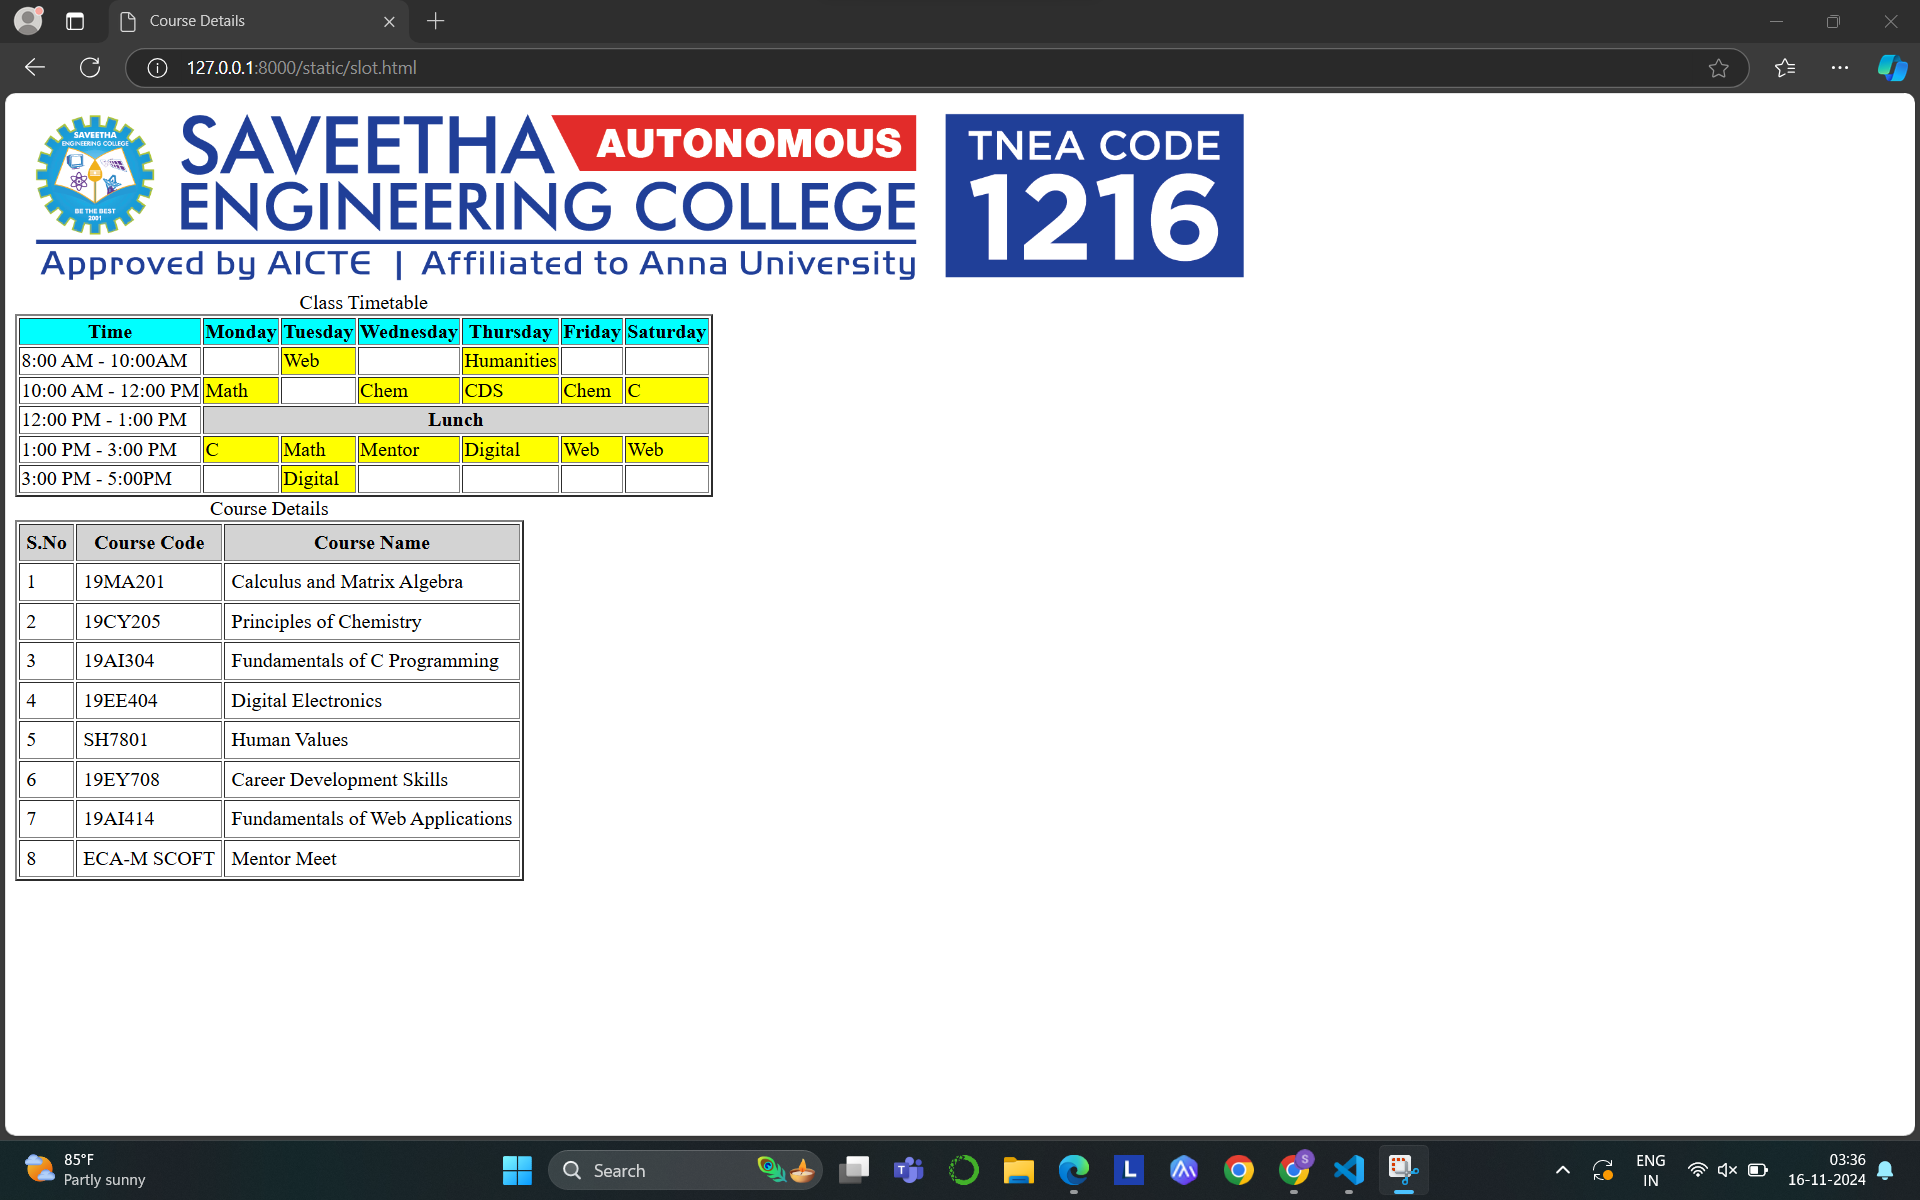 Course Details
127.0.0.1:8000/static/slot.html
SAVEETHA
ENGINEERING COLLEGE
BE THE BEST
2001
SAVEETHA AUTONOMOUS
ENGINEERING COLLEGE
Approved by AICTE | Affiliated to Anna University
TNEA CODE
1216
Class Timetable
Time Monday Tuesday Wednesday Thursday Friday Saturday
8:00 AM - 10:00AM Web Humanities
10:00 AM - 12:00 PM Math Chem CDS Chem C
12:00 PM - 1:00 PM Lunch
1:00 PM - 3:00 PM C Math Mentor Digital Web Web
3:00 PM - 5:00PM Digital
Course Details
S.No Course Code Course Name
1 19MA201 Calculus and Matrix Algebra
2 19CY205 Principles of Chemistry
3 19AI304 Fundamentals of C Programming
4 19EE404 Digital Electronics
5 SH7801 Human Values
6 19EY708 Career Development Skills
7 19AI414 Fundamentals of Web Applications
8 ECA-M SCOFT Mentor Meet
85°F
Partly sunny
Search
L
S
ENG
IN
03:36
16-11-2024